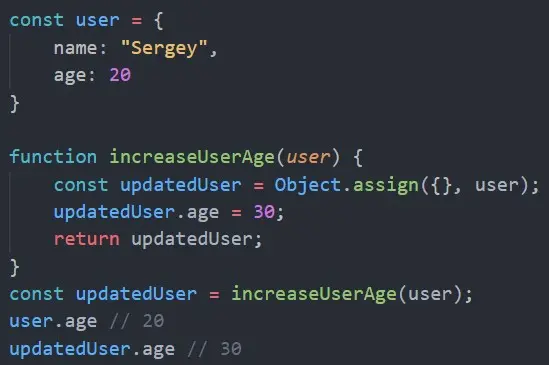 const user = {
    name: "Sergey",
    age: 20
}

function increaseUserAge(user) {
    const updatedUser = Object.assign({}, user);
    updatedUser.age = 30;
    return updatedUser;
}
const updatedUser = increaseUserAge(user);
user.age // 20
updatedUser.age // 30